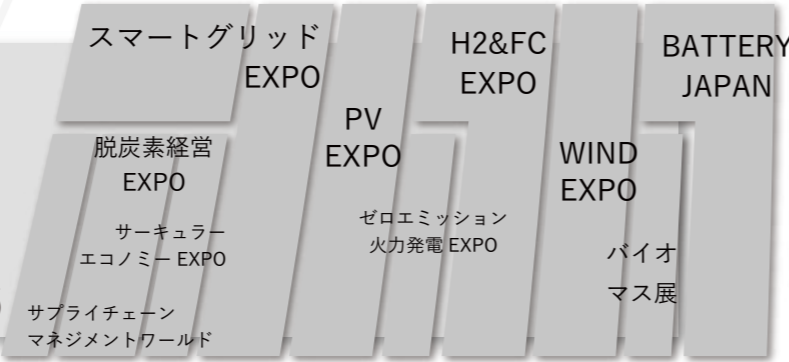 スマートグリッド
EXPO
脱炭素経営
EXPO
サーキュラー
エコノミー EXPO
サプライチェーン
マネジメントワールド
PV
EXPO
H2&FC
EXPO
ゼロエミッション
火力発電 EXPO
WIND
EXPO
バイオ
マス展
BATTERY
JAPAN